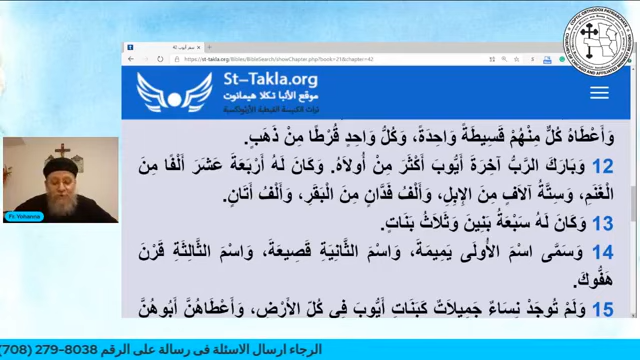 سفر أيوب 42
https://st-takla.org/Bibles/BibleSearch/showChapter.php?book=21&chapter=42
St-Takla.org
موقع الأنبا تكلا هيمانوت
تراث الكنيسة القبطية الأرثوذكسية
وَأَعْطَاهُ كُلٌّ مِنْهُمْ قَسِيطَةً وَاحِدَةً، وَكُلُّ وَاحِدٍ قُرْطًا مِنْ ذَهَبٍ.
12 وَبَارَكَ الرَّبُّ آخِرَةَ أَيُّوبَ أَكْثَرَ مِنْ أُولاَهُ. وَكَانَ لَهُ أَرْبَعَةَ عَشَرَ أَلْفًا مِنَ
الْغَنَمِ، وَسِتَّةُ آلاَفٍ مِنَ الإِبِلِ، وَأَلْفُ فَدَّانٍ مِنَ الْبَقَرِ، وَأَلْفُ أَتَانٍ.
13 وَكَانَ لَهُ سَبْعَةُ بَنِينَ وَثَلاَثُ بَنَاتٍ.
14 وَسَمَّى اسْمَ الأُولَى يَمِيمَةَ، وَاسْمَ الثَّانِيَةِ قَصِيعَةَ، وَاسْمَ الثَّالِثَةِ قَرْنَ
هَفُّوكَ.
15 وَلَمْ تُوجَدْ نِسَاءٌ جَمِيلاَتٌ كَبَنَاتِ أَيُّوبَ فِي كُلِّ الأَرْضِ، وَأَعْطَاهُنَّ أَبُوهُنَّ
Fr. Yohanna
الرجاء ارسال الاسئلة فى رسالة على الرقم 8038-279 (708)